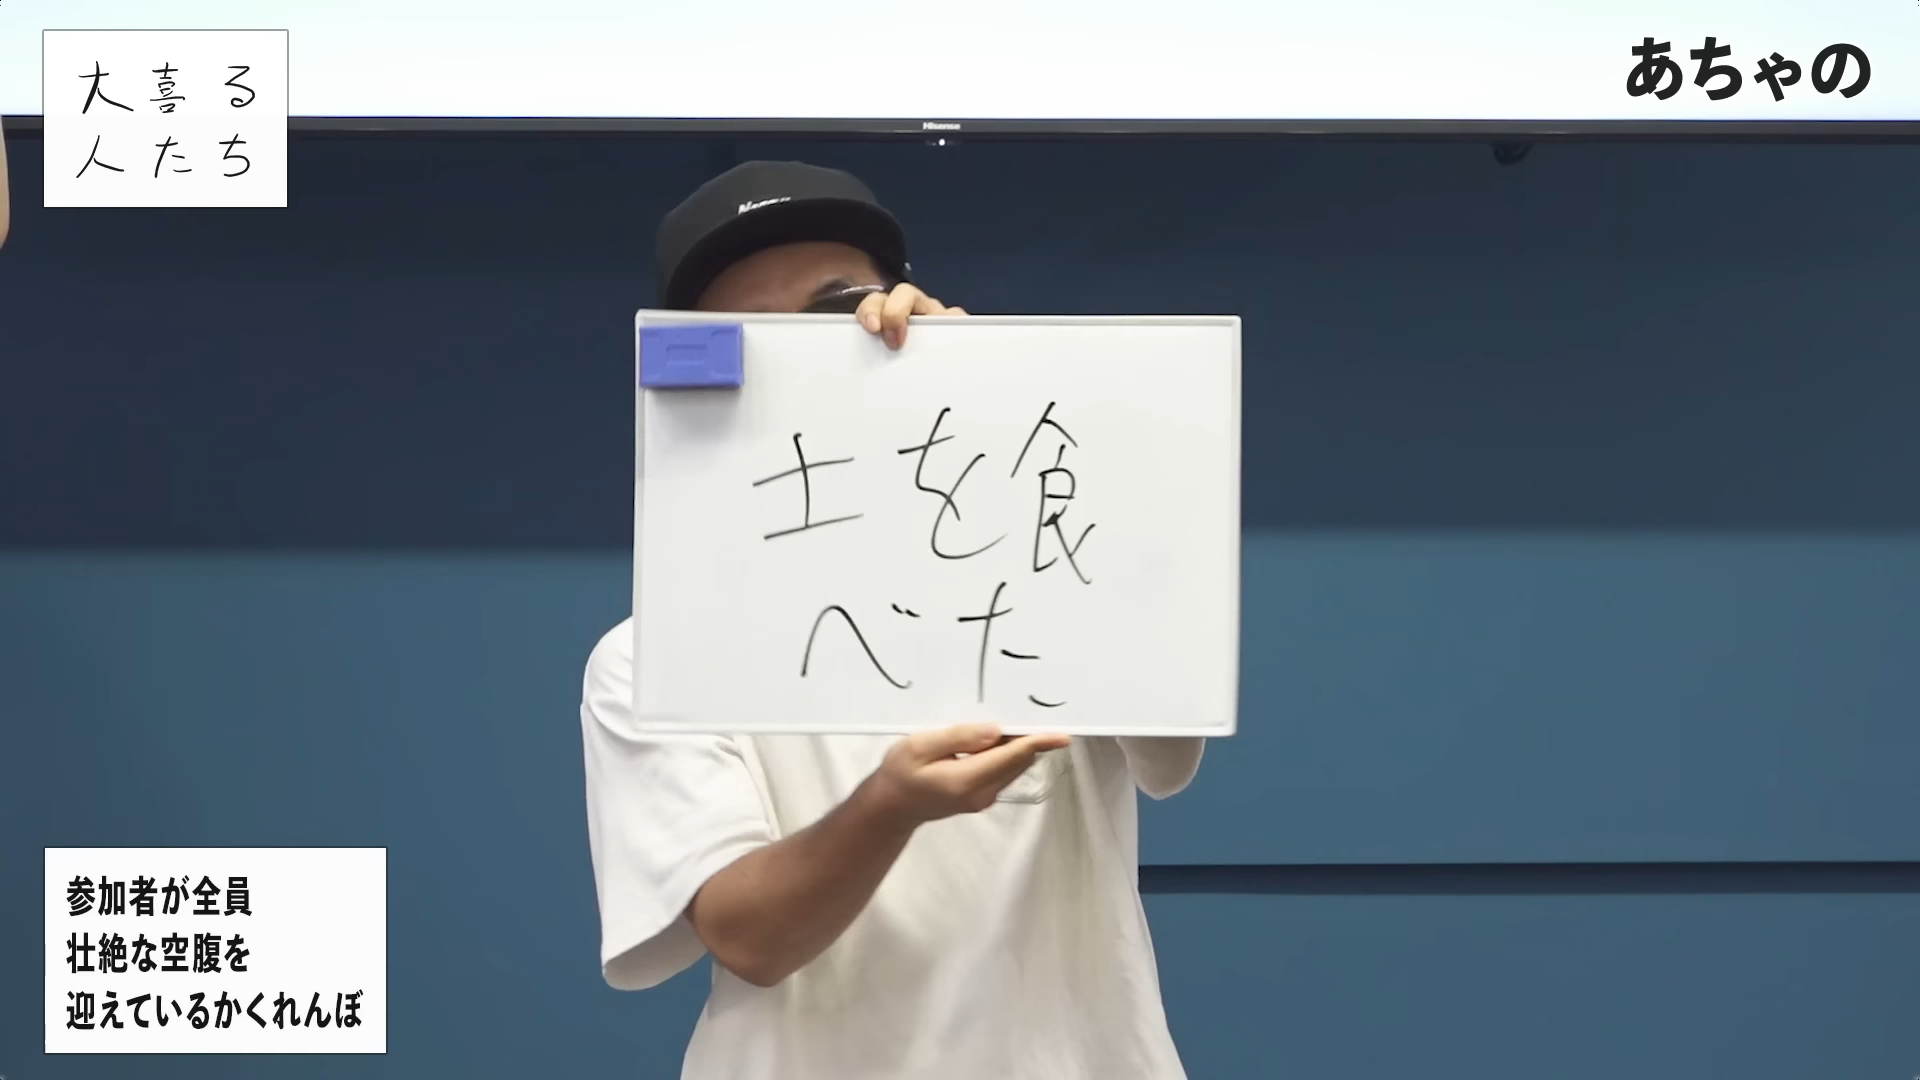 大喜る
人たち
あちゃの
Hisense
土を食
べた
参加者が全員
壮絶な空腹を
迎えているかくれんぼ